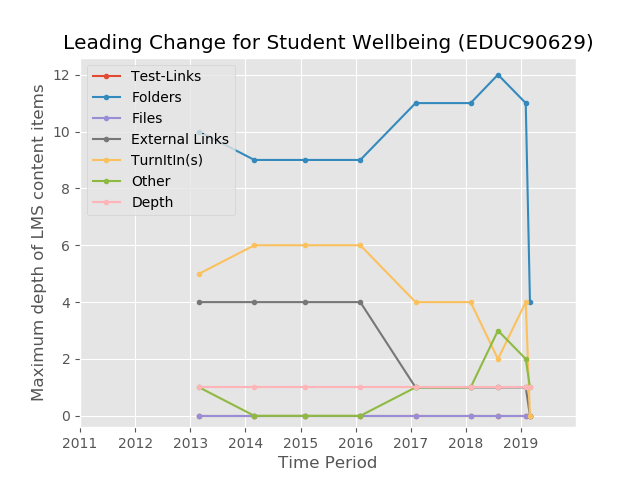 Leading Change for Student Wellbeing (EDUC90629)
Test-Links
Folders
Files
External Links
TurnItIn(s)
Other
Depth
Maximum depth of LMS content items
12
10
8
6
4
2
0
2011 2012 2013 2014 2015 2016 2017 2018 2019
Time Period